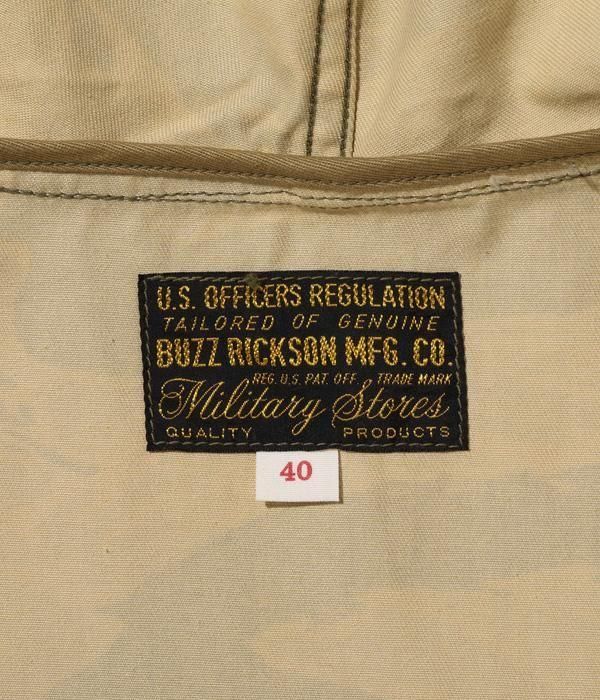 U.S. OFFICERS REGULATION
TAILORED OF GENUINE
BUZZ RICKSON MFG. CO.
REG. U.S. PAT. OFF. TRADE MARK
Military Stores
QUALITY PRODUCTS
40